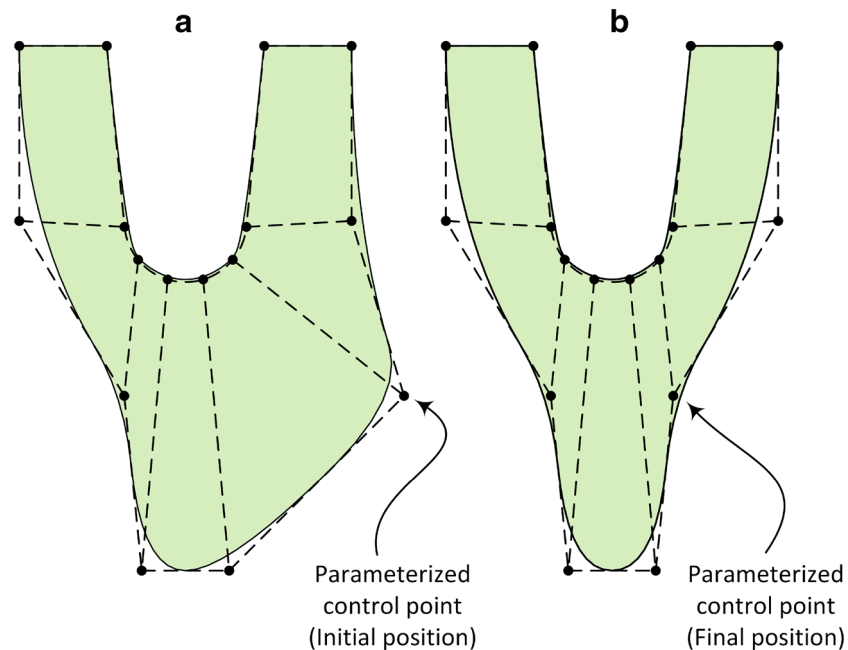 a
b
Parameterized
control point
(Initial position)
Parameterized
control point
(Final position)